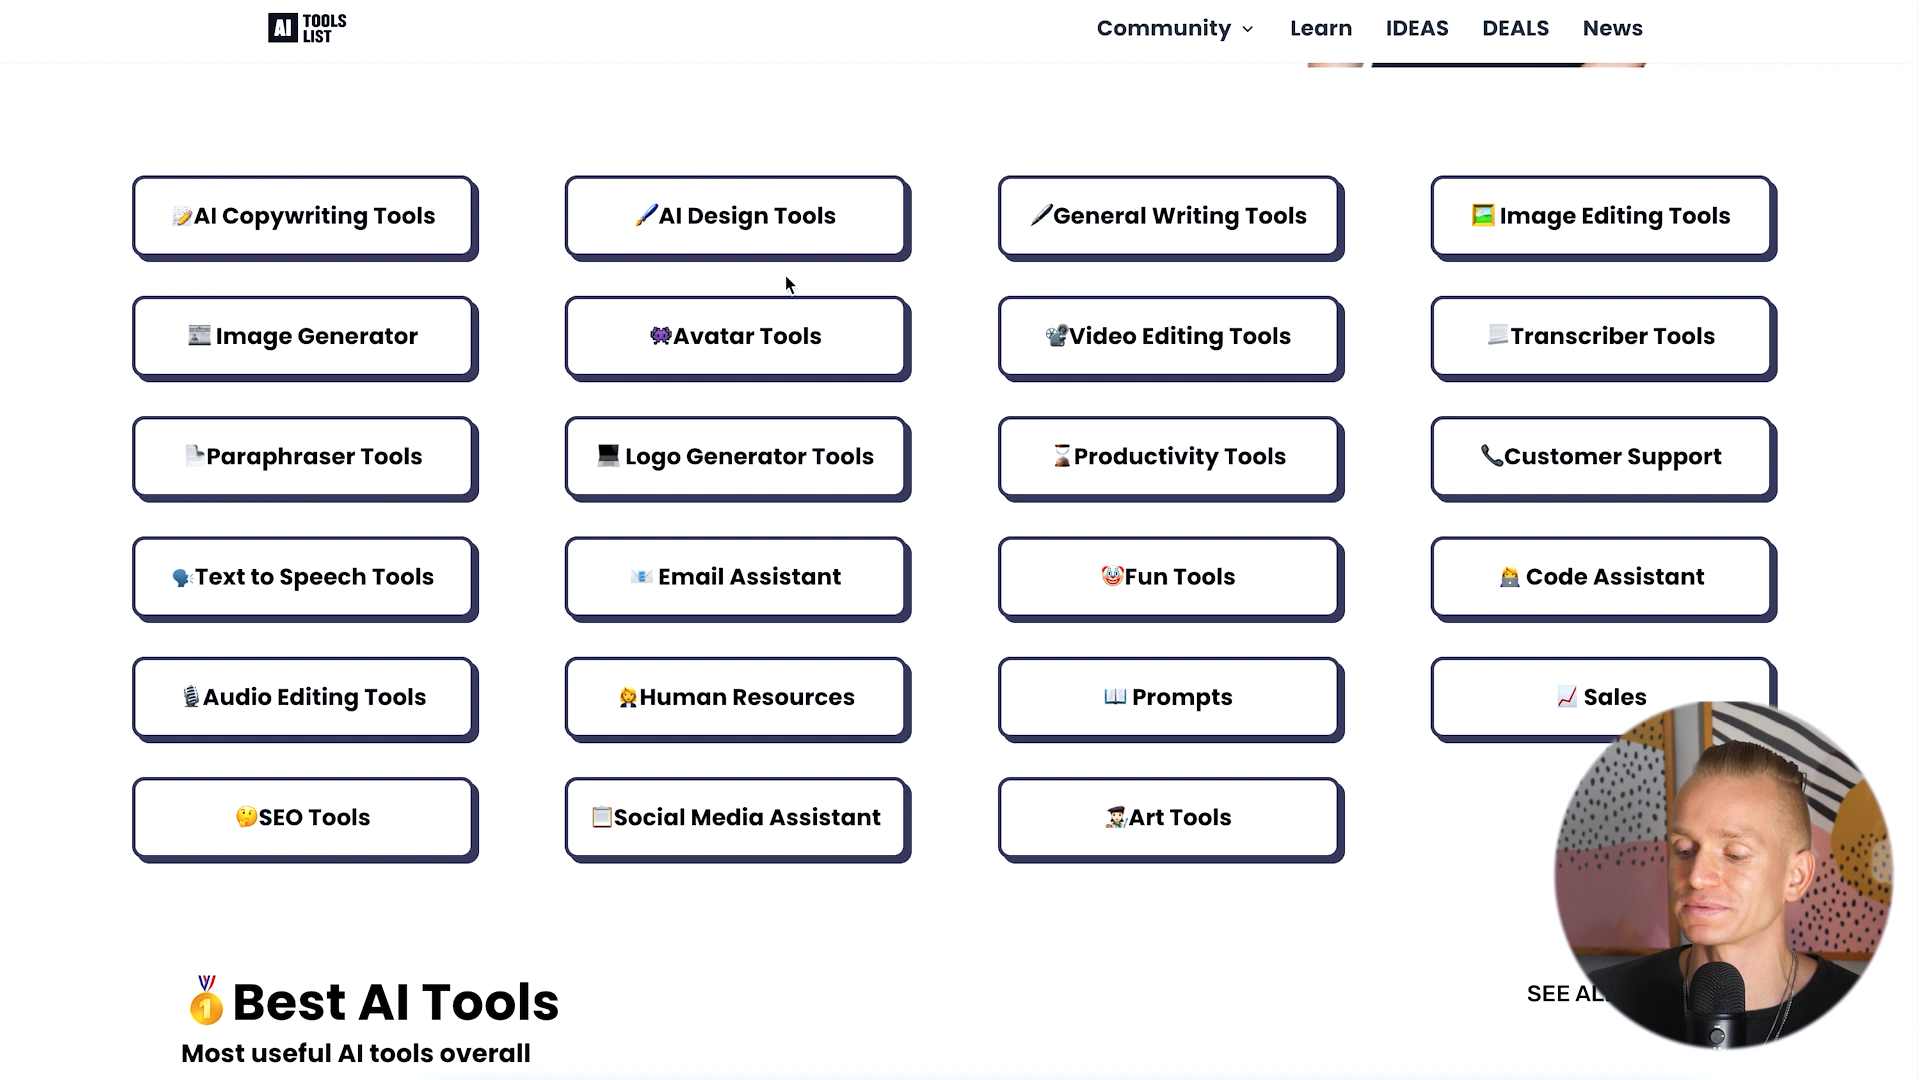 AI TOOLS
LIST
Community
Learn
IDEAS
DEALS
News
AI Copywriting Tools
AI Design Tools
General Writing Tools
Image Editing Tools
Image Generator
Avatar Tools
Video Editing Tools
Transcriber Tools
Paraphraser Tools
Logo Generator Tools
Productivity Tools
Customer Support
Text to Speech Tools
Email Assistant
Fun Tools
Code Assistant
Audio Editing Tools
Human Resources
Prompts
Sales
SEO Tools
Social Media Assistant
Art Tools
Best AI Tools
SEE
Most useful AI tools overall